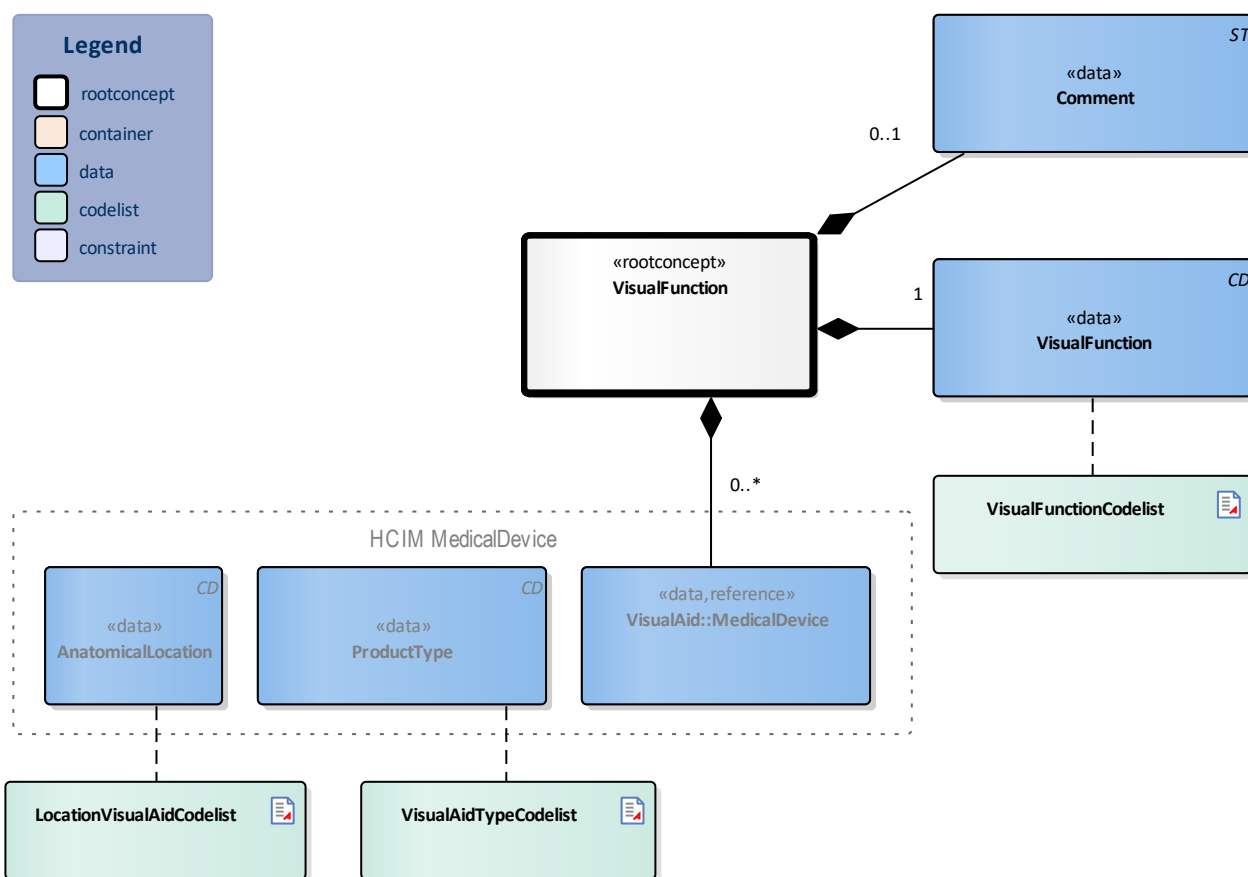 Legend
rootconcept
container
data
codelist
constraint
ST
«data»
Comment
0..1
«rootconcept»
VisualFunction
1
CD
«data»
VisualFunction
0..*
VisualFunctionCodelist
HCIM MedicalDevice
CD
«data»
AnatomicalLocation
CD
«data»
ProductType
«data,reference»
VisualAid::MedicalDevice
LocationVisualAidCodelist
VisualAidTypeCodelist